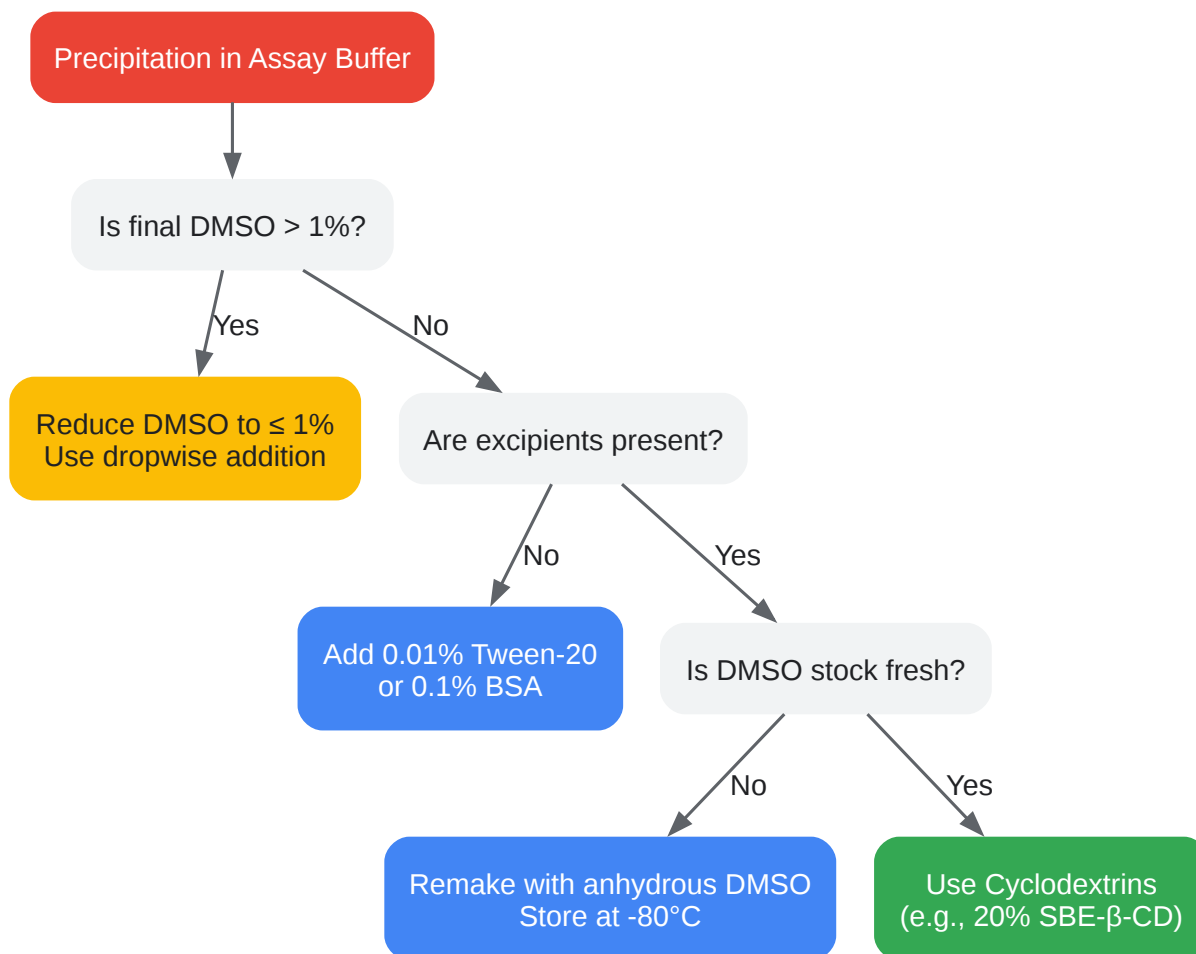 Precipitation in Assay Buffer
Is final DMSO > 1%?
Yes
No
Reduce DMSO to ≤ 1%
Use dropwise addition
Are excipients present?
No
Yes
Add 0.01% Tween-20
or 0.1% BSA
Is DMSO stock fresh?
No
Yes
Remake with anhydrous DMSO
Store at -80°C
Use Cyclodextrins
(e.g., 20% SBE-β-CD)